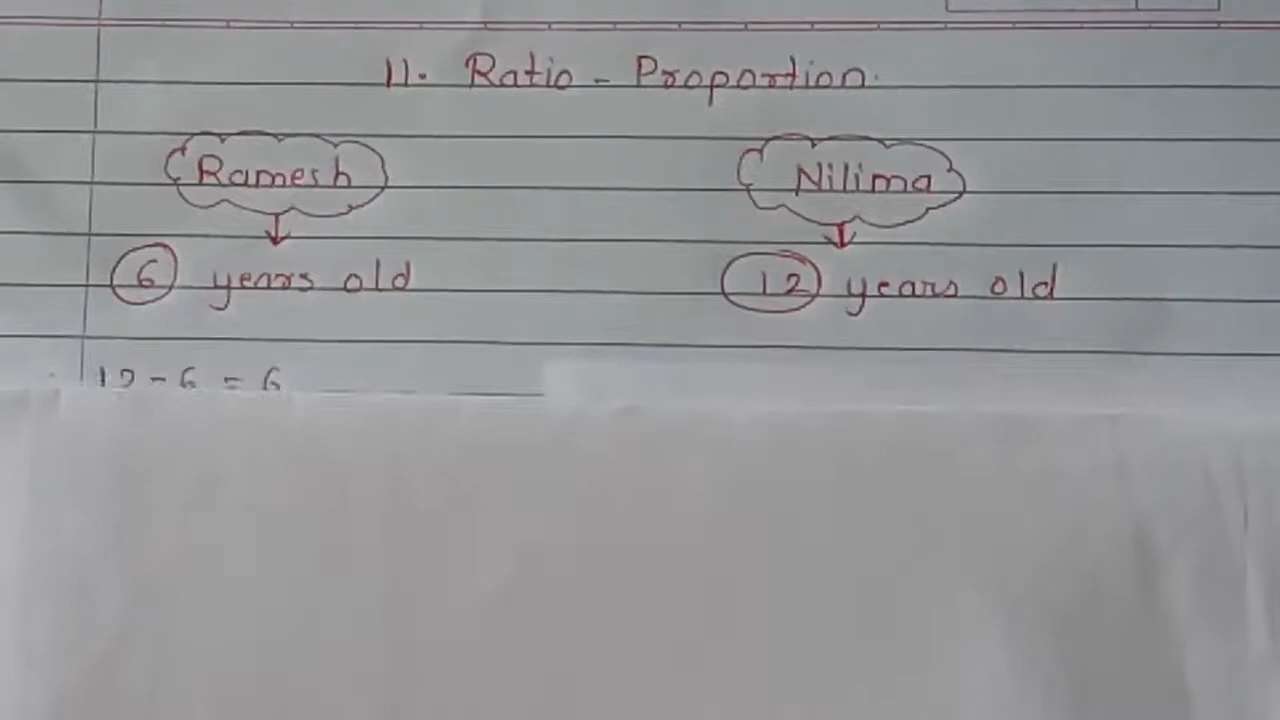 11. Ratio - Proportion.
Ramesh Nilima
6 years old 12 years old
12 - 6 = 6